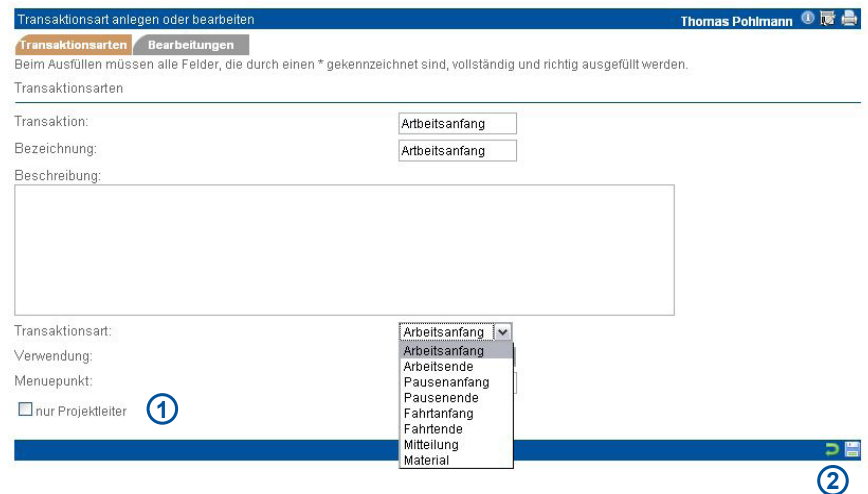 Transaktionsart anlegen oder bearbeiten Thomas Pohlmann
Transaktionsarten Bearbeitungen
Beim Ausfüllen müssen alle Felder, die durch einen * gekennzeichnet sind, vollständig und richtig ausgefüllt werden.
Transaktionsarten
Transaktion: Artbeitsanfang
Bezeichnung: Artbeitsanfang
Beschreibung:
Transaktionsart: Arbeitsanfang
Verwendung:
Menuepunkt:
Arbeitsanfang
Arbeitsende
Pausenanfang
Pausenende
Fahrtanfang
Fahrtende
Mitteilung
Material
nur Projektleiter 1
2